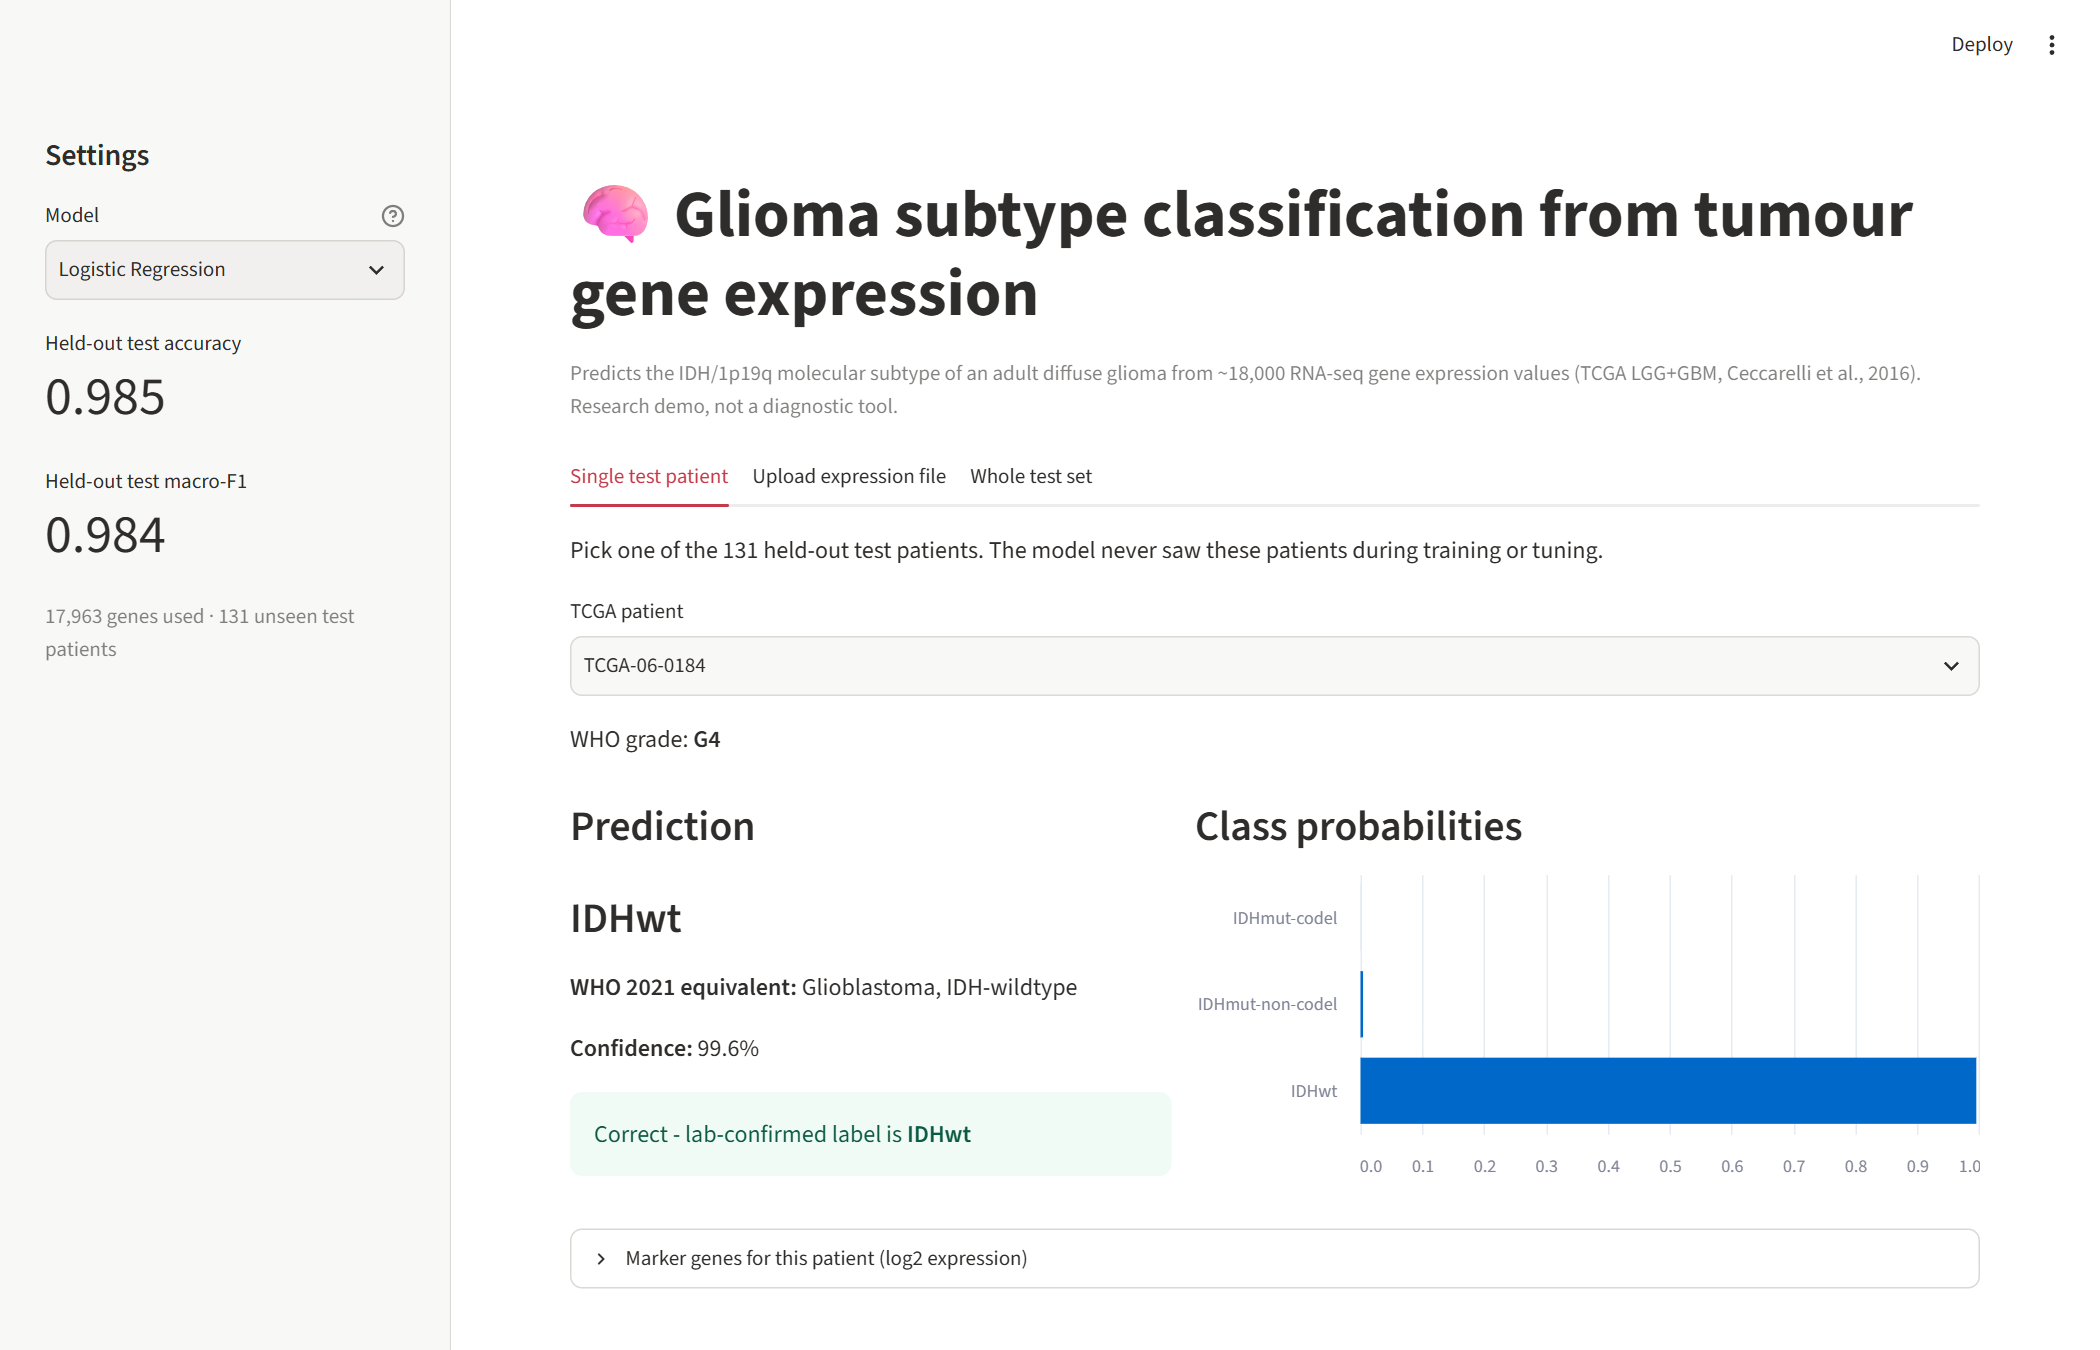 Deploy
Settings
Model
Logistic Regression
Held-out test accuracy
0.985
Held-out test macro-F1
0.984
17,963 genes used · 131 unseen test
patients
Glioma subtype classification from tumour
gene expression
Predicts the IDH/1p19q molecular subtype of an adult diffuse glioma from ~18,000 RNA-seq gene expression values (TCGA LGG+GBM, Ceccarelli et al., 2016).
Research demo, not a diagnostic tool.
Single test patient Upload expression file Whole test set
Pick one of the 131 held-out test patients. The model never saw these patients during training or tuning.
TCGA patient
TCGA-06-0184
WHO grade: G4
Prediction
IDHwt
WHO 2021 equivalent: Glioblastoma, IDH-wildtype
Confidence: 99.6%
Correct - lab-confirmed label is IDHwt
Class probabilities
IDHmut-codel
IDHmut-non-codel
IDHwt
0.0 0.1 0.2 0.3 0.4 0.5 0.6 0.7 0.8 0.9 1.0
Marker genes for this patient (log2 expression)